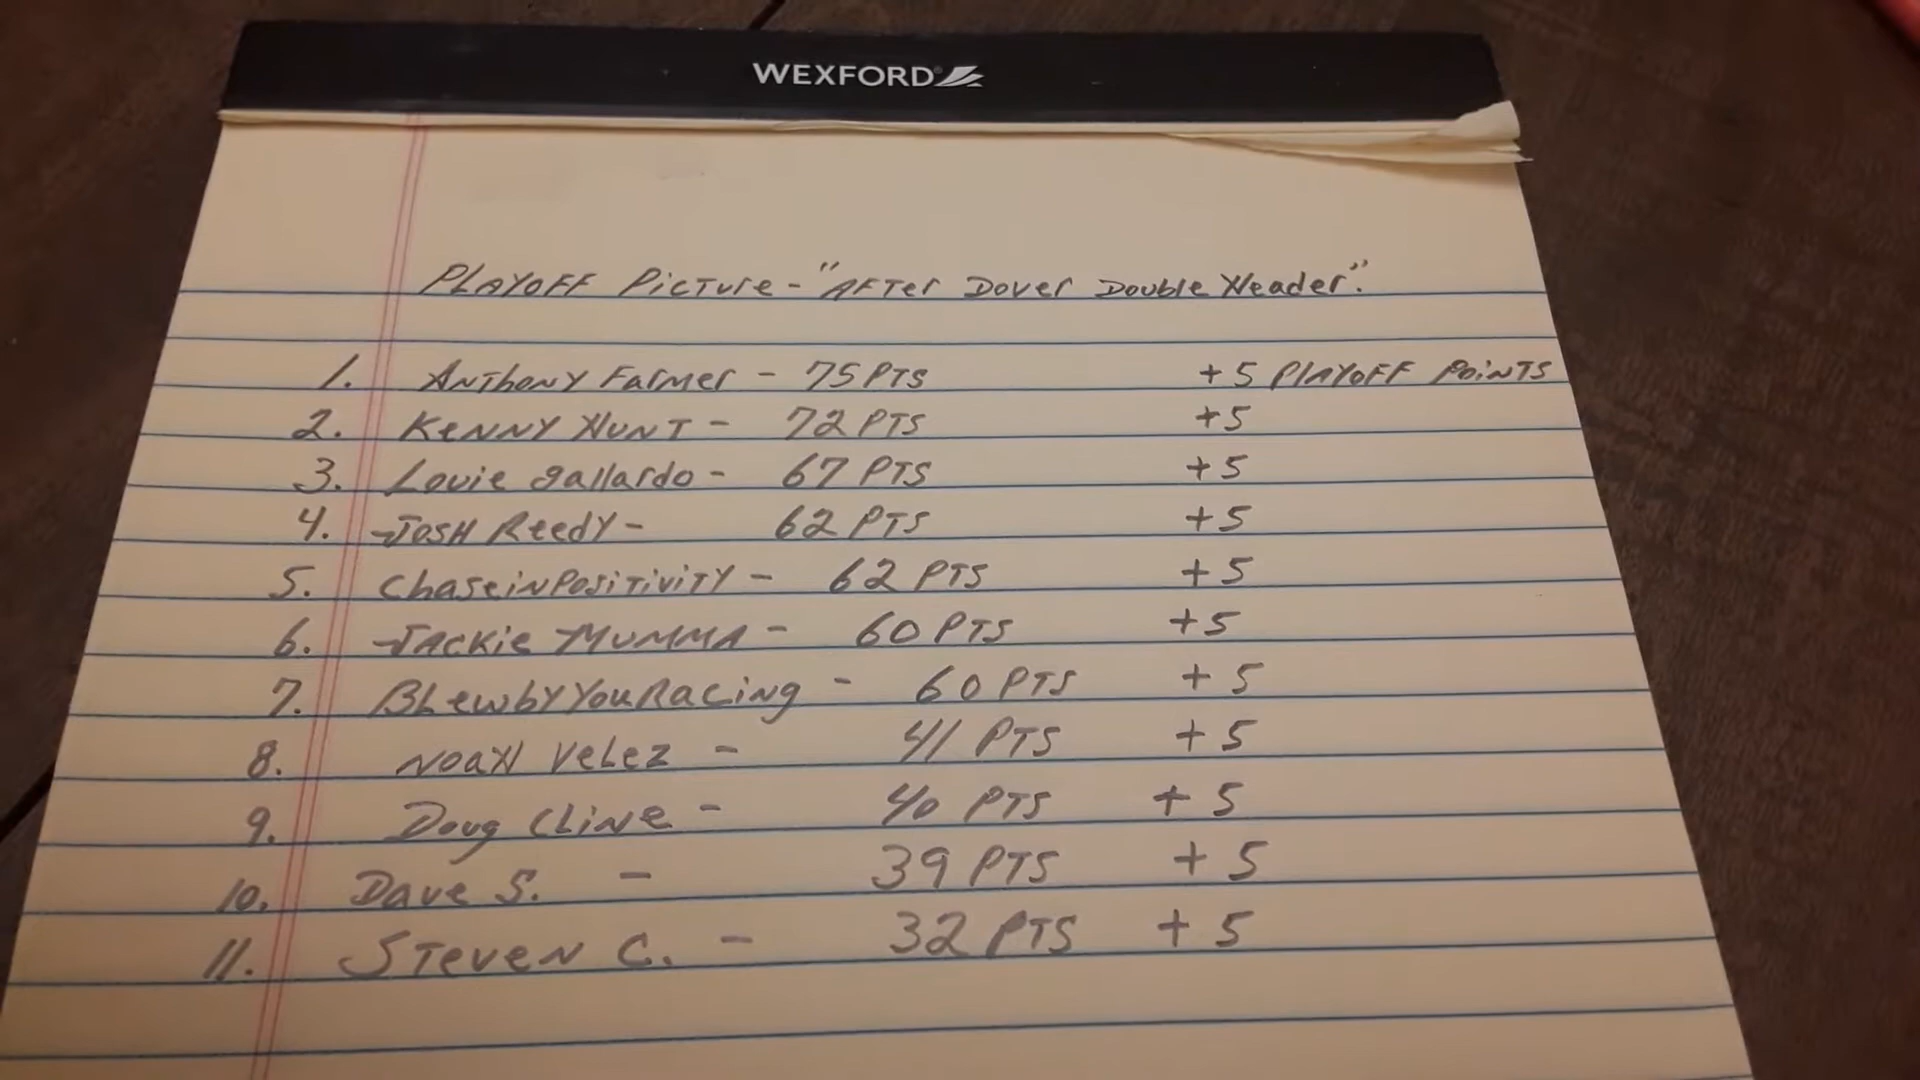 WEXFORD
PLAYOFF PicTure - "AFTer Dover Double Header".
1. ANThONY Farmer - 75 PTS +5 PLAYOFF POiNTS
2. KeNNY HUNT - 72 PTS +5
3. Louie gallardo - 67 PTS +5
4. JOSH ReedY - 62 PTS +5
5. ChaseiNPosiTiviTY - 62 PTS +5
6. JAckie MUMMA - 60 PTS +5
7. BLewbYYouRacing - 60 PTS +5
8. NoaH VeLez - 41 PTS +5
9. Doug CLiNe - 40 PTS +5
10. Dave S. - 39 PTS +5
11. STeveN C. - 32 PTS +5